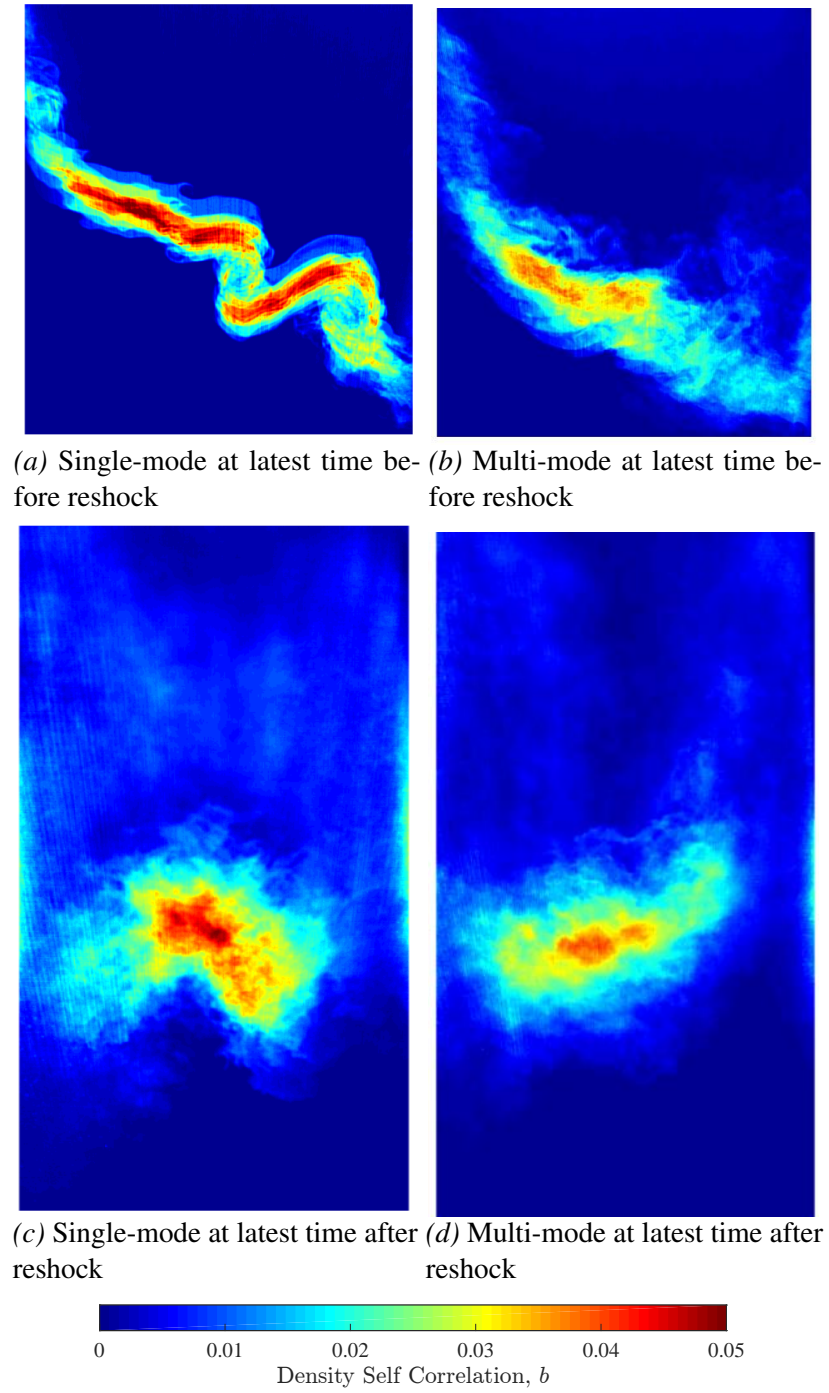 (a) Single-mode at latest time be-
fore reshock
(b) Multi-mode at latest time be-
fore reshock
(c) Single-mode at latest time after
reshock
(d) Multi-mode at latest time after
reshock
0 0.01 0.02 0.03 0.04 0.05
Density Self Correlation, b